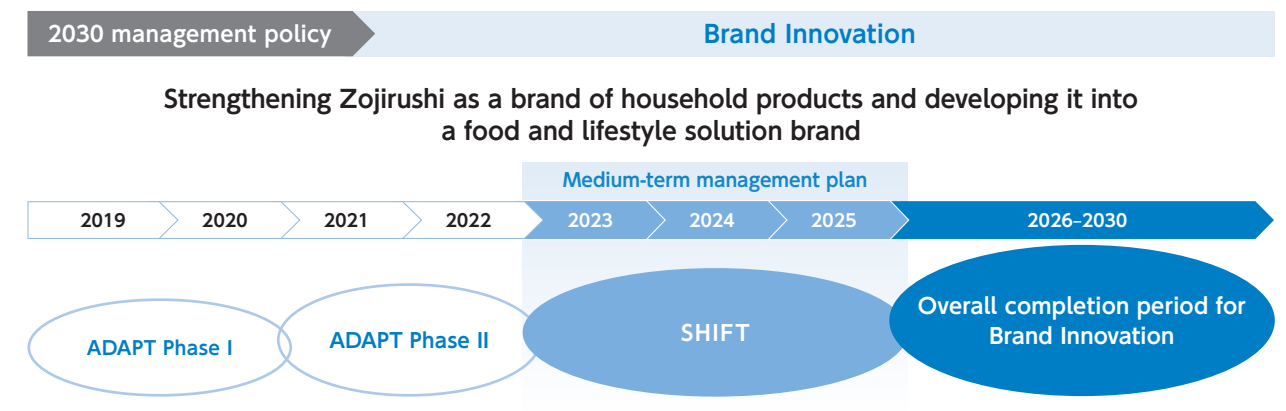 2030 management policy
Brand Innovation
Strengthening Zojirushi as a brand of household products and developing it into
a food and lifestyle solution brand
Medium-term management plan
2019
2020
2021
2022
2023
2024
2025
2026–2030
ADAPT Phase I
ADAPT Phase II
SHIFT
Overall completion period for
Brand Innovation